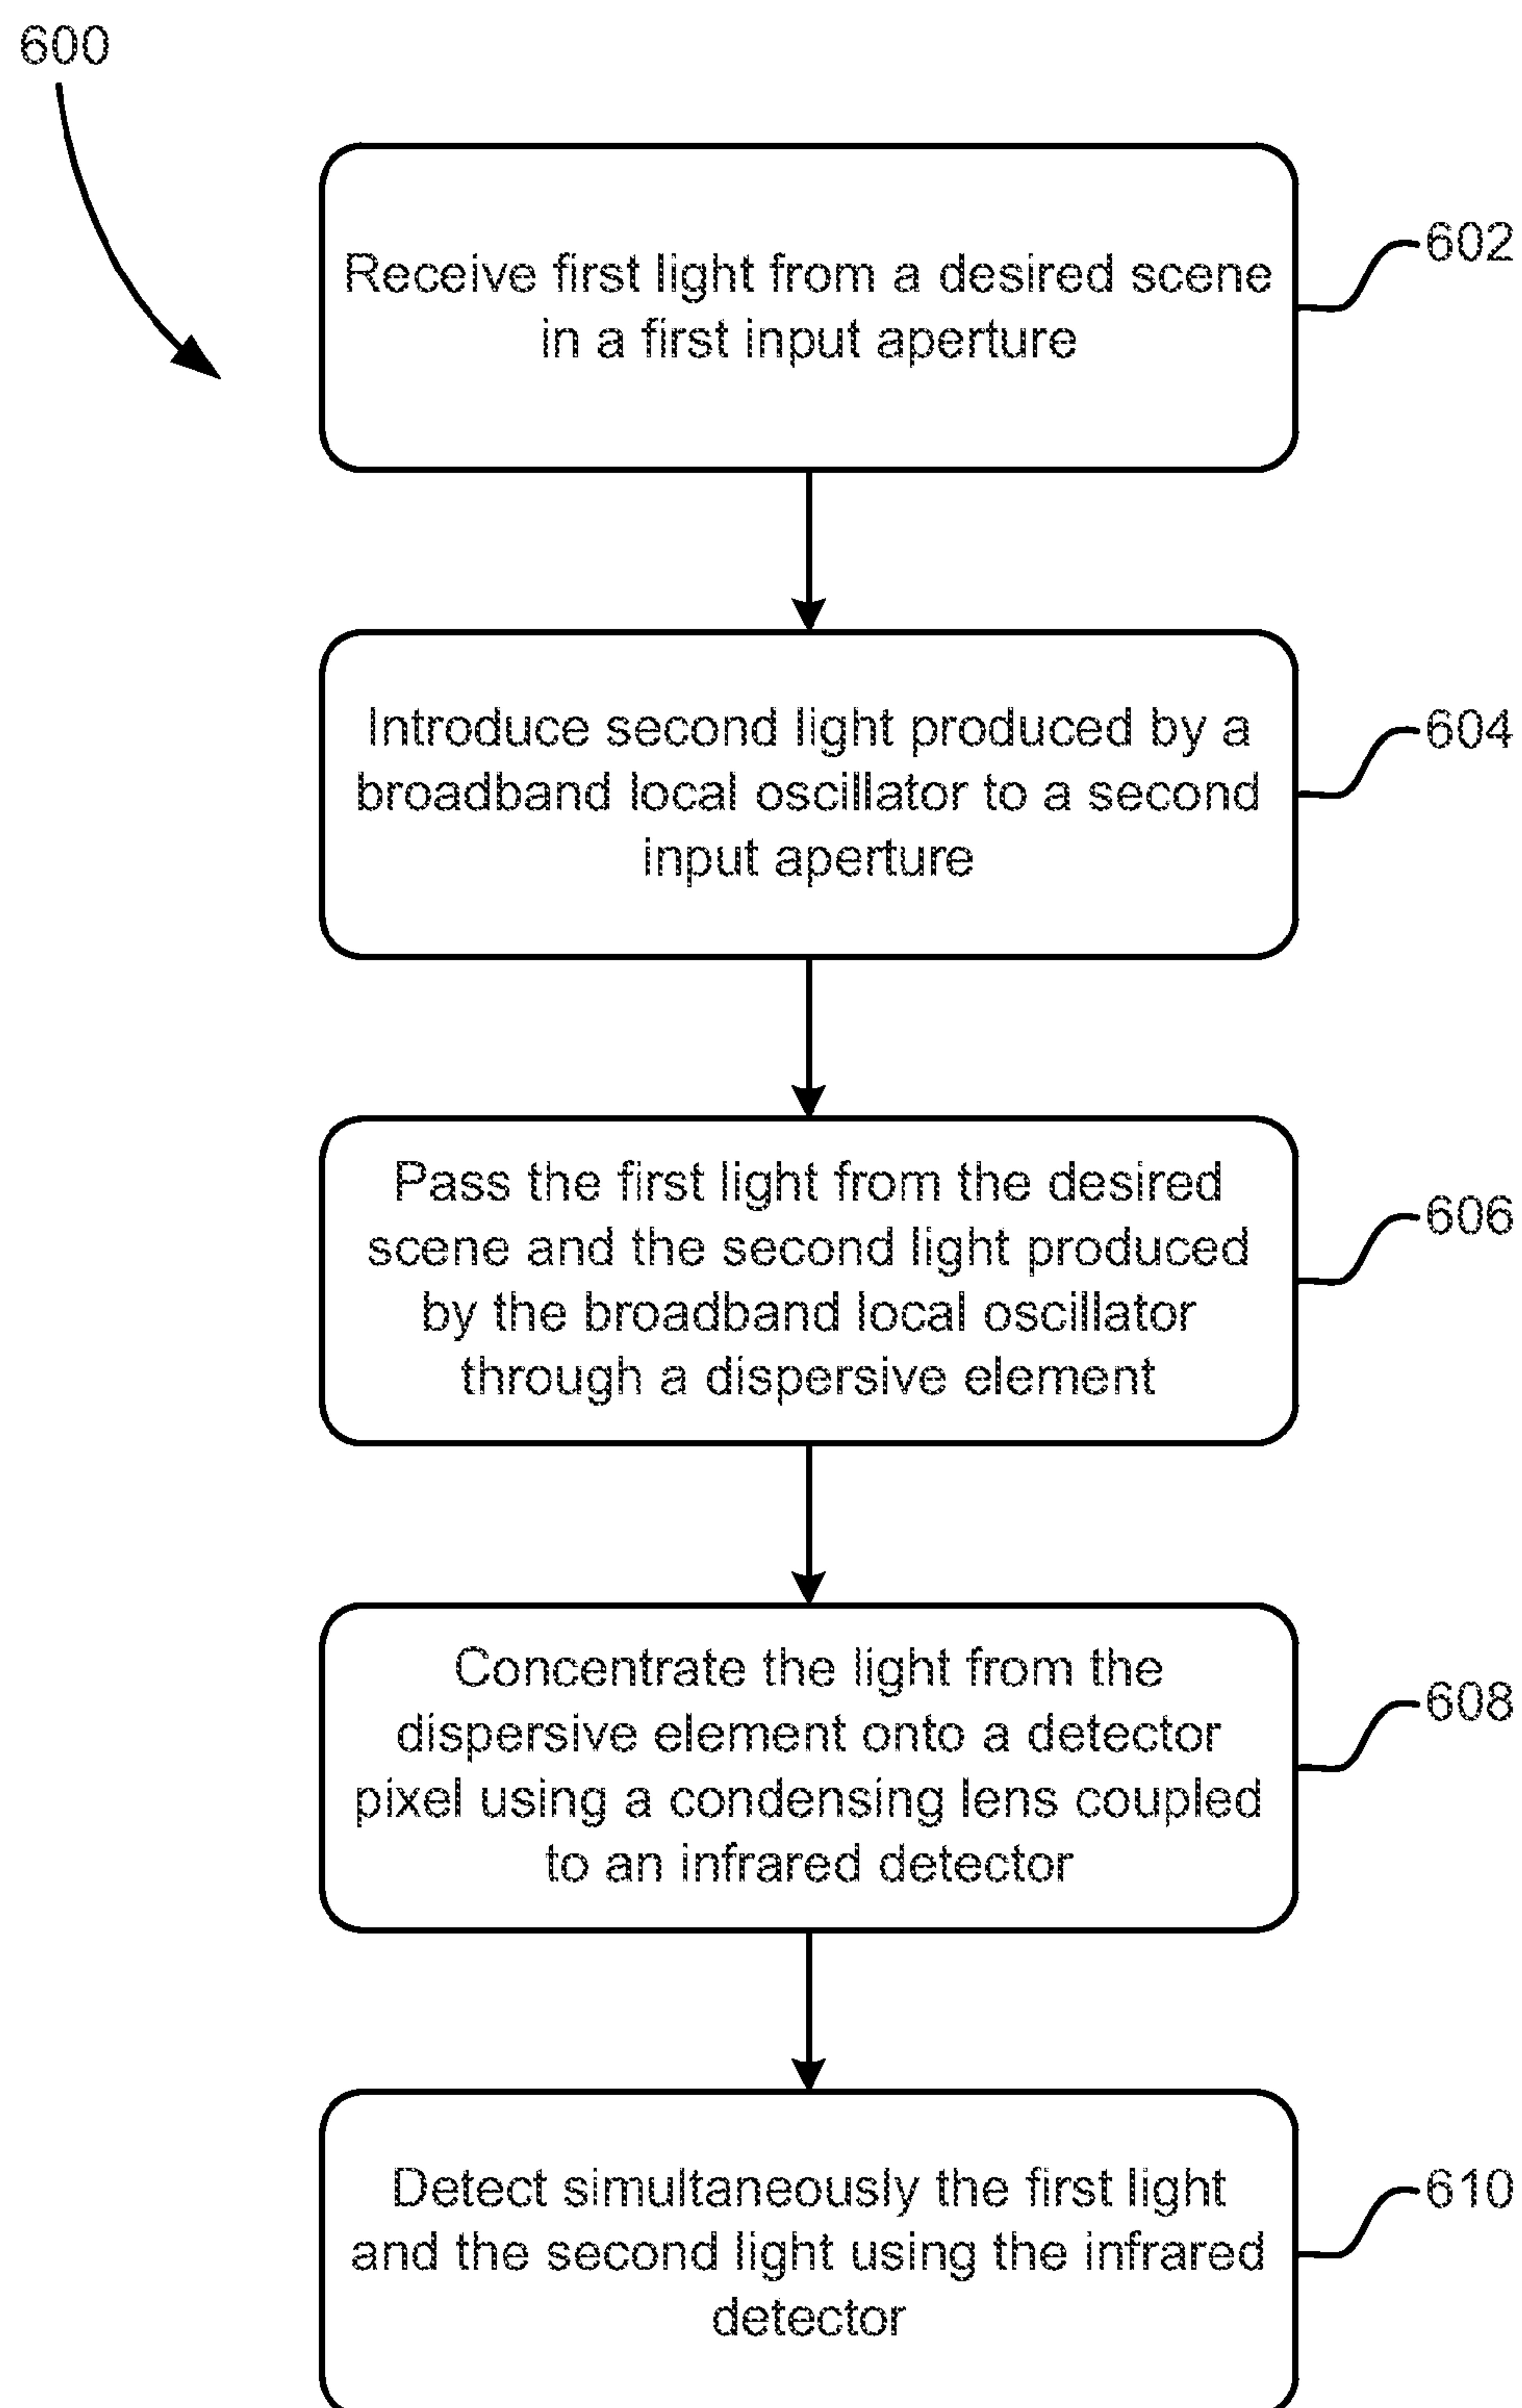 600
Receive first light from a desired scene
in a first input aperture
602
Introduce second light produced by a
broadband local oscillator to a second
input aperture
604
Pass the first light from the desired
scene and the second light produced
by the broadband local oscillator
through a dispersive element
606
Concentrate the light from the
dispersive element onto a detector
pixel using a condensing lens coupled
to an infrared detector
608
Detect simultaneously the first light
and the second light using the infrared
detector
610